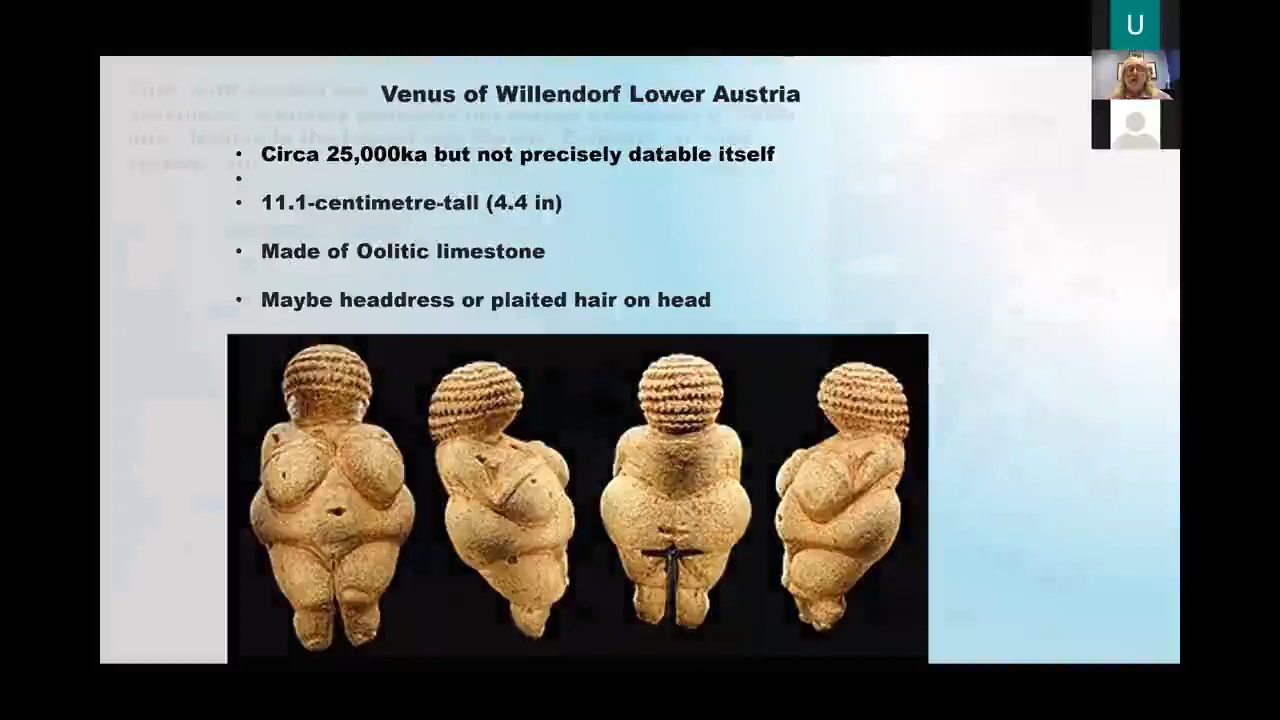 U
Venus of Willendorf Lower Austria
• Circa 25,000ka but not precisely datable itself
•
• 11.1-centimetre-tall (4.4 in)
• Made of Oolitic limestone
• Maybe headdress or plaited hair on head